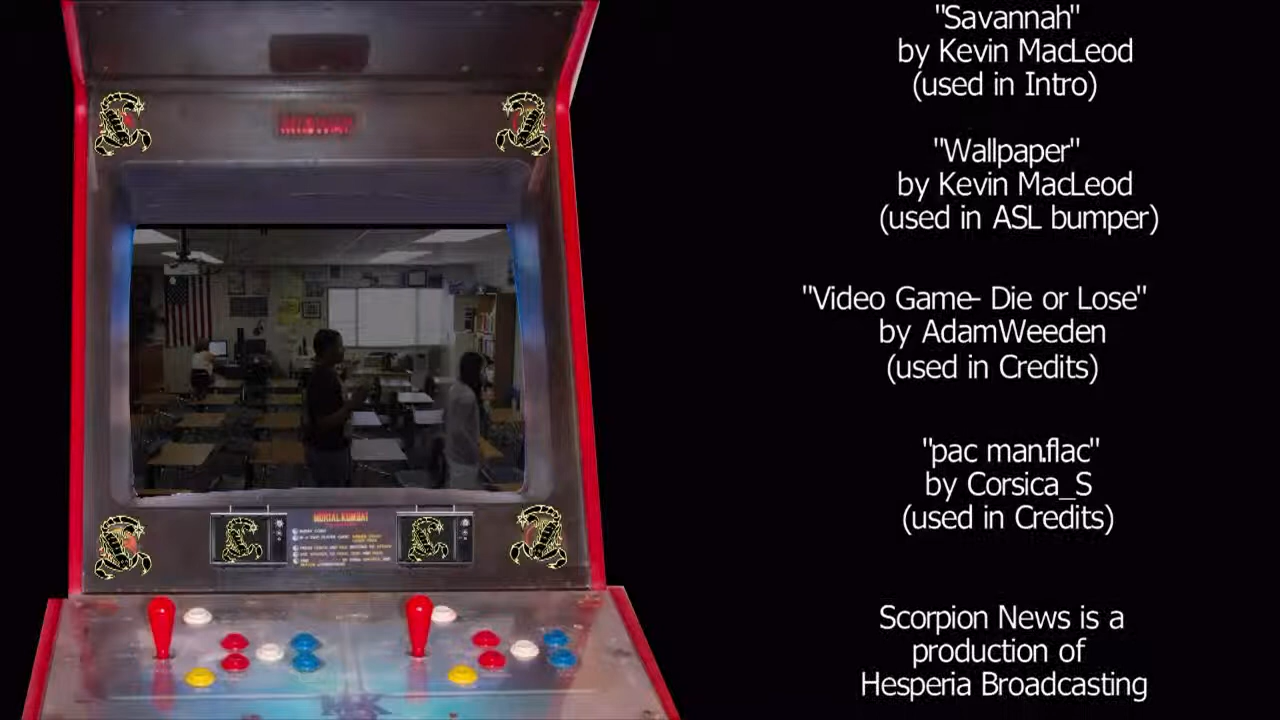 "Savannah"
by Kevin MacLeod
(used in Intro)
"Wallpaper"
by Kevin MacLeod
(used in ASL bumper)
"Video Game- Die or Lose"
by AdamWeeden
(used in Credits)
"pac man.flac"
by Corsica_S
(used in Credits)
Scorpion News is a
production of
Hesperia Broadcasting
MORTAL KOMBAT